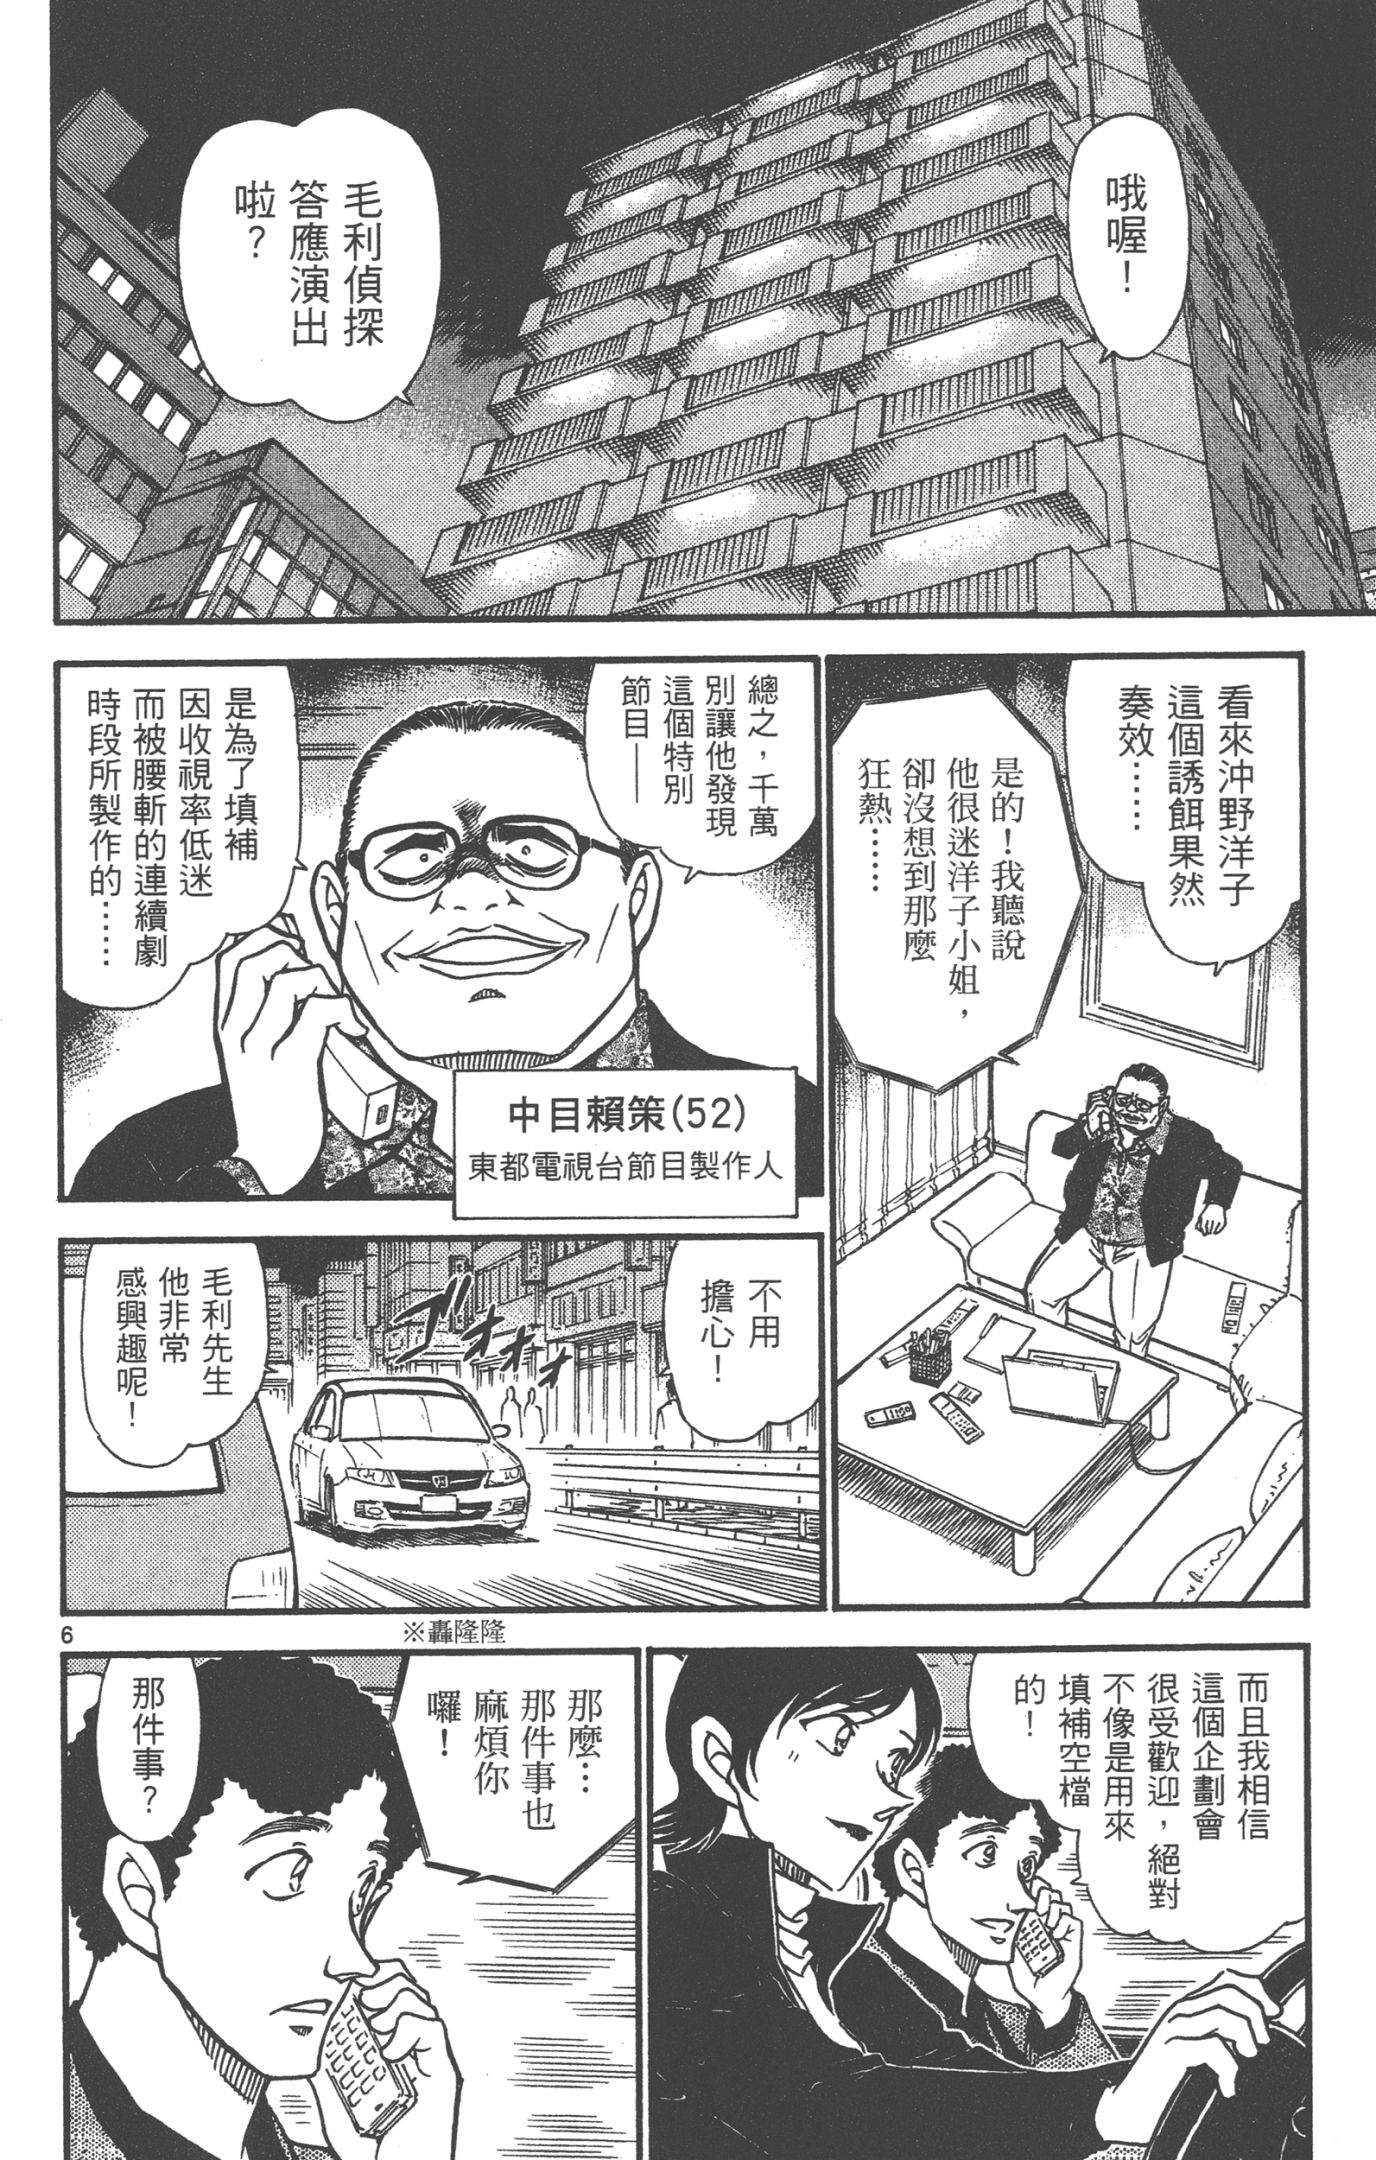 哦喔！
毛利偵探
答應演出
啦？
看來沖野洋子
這個誘餌果然
奏效……
是的！我聽說
他很迷洋子小姐，
卻沒想到那麼
狂熱……
總之，千萬
別讓他發現
這個特別
節目——
是為了填補
因收視率低迷
而被腰斬的連續劇
時段所製作的……
中目賴策(52)
東都電視台節目製作人
不用
擔心！
ゴオオオ
毛利先生
他非常
感興趣呢！
※轟隆隆
6
而且我相信
這個企劃會
很受歡迎，絕對
不像是用來
填補空檔
的！
那麼…
那件事也
麻煩你
囉！
那件事？